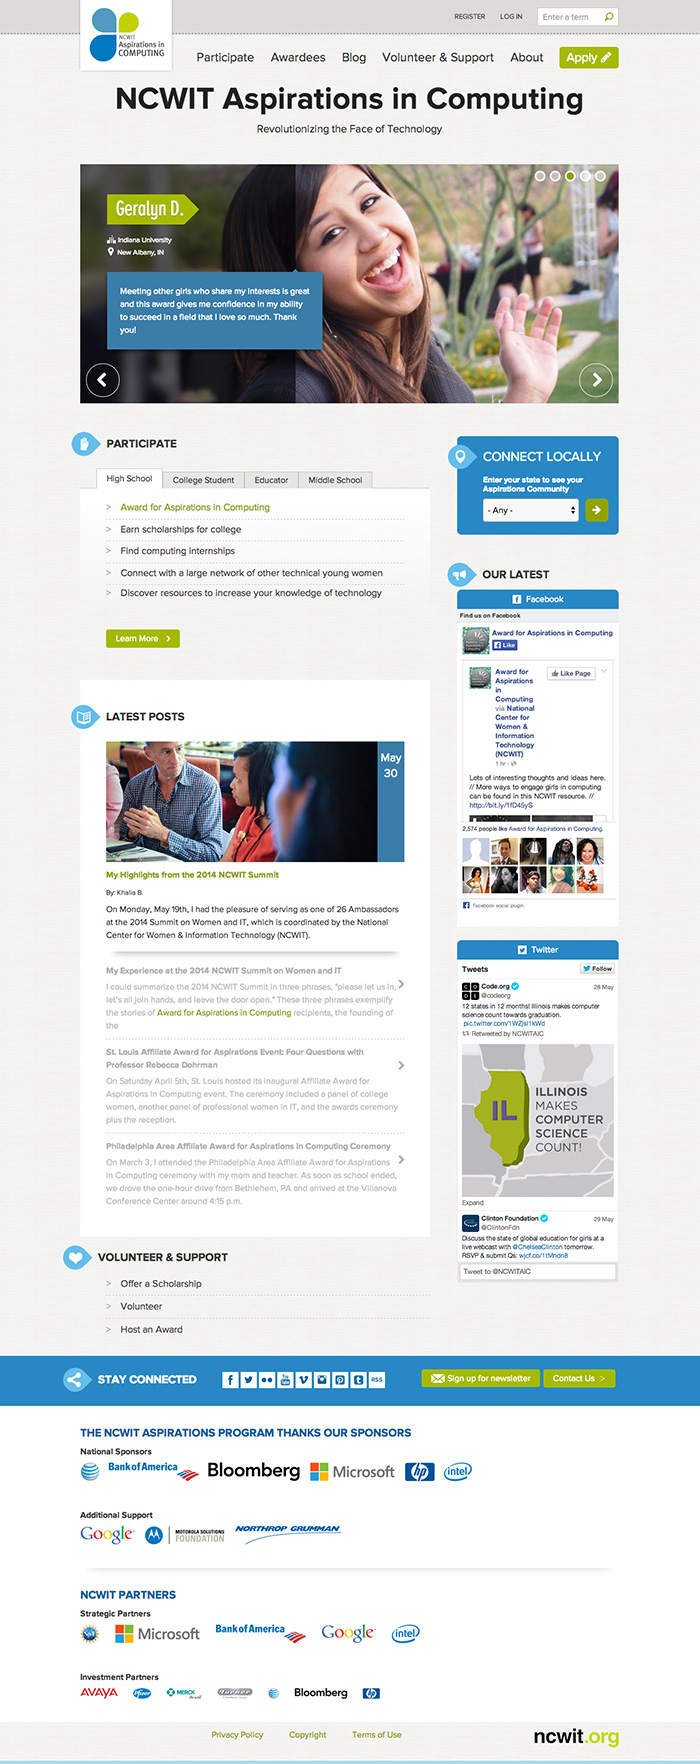 REGISTER LOG IN Enter a term
NCWIT
Aspirations in
COMPUTING
Participate Awardees Blog Volunteer & Support About Apply
NCWIT Aspirations in Computing
Revolutionizing the Face of Technology
Geralyn D.
Indiana University
New Albany, IN
Meeting other girls who share my interests is great
and this award gives me confidence in my ability
to succeed in a field that I love so much. Thank
you!
PARTICIPATE
High School College Student Educator Middle School
> Award for Aspirations in Computing
> Earn scholarships for college
> Find computing internships
> Connect with a large network of other technical young women
> Discover resources to increase your knowledge of technology
Learn More >
CONNECT LOCALLY
Enter your state to see your
Aspirations Community
- Any -
OUR LATEST
Facebook
Find us on Facebook
Award for Aspirations in Computing
Like
Award for
Aspirations
in
Computing
via National
Center for
Women &
Information
Technology
(NCWIT)
1 hr
Like Page
Lots of interesting thoughts and ideas here.
// More ways to engage girls in computing
can be found in this NCWIT resource. //
http://bit.ly/1fD45yS
2,574 people like Award for Aspirations in Computing.
Facebook social plugin
LATEST POSTS
May
30
My Highlights from the 2014 NCWIT Summit
By: Khalia B.
On Monday, May 19th, I had the pleasure of serving as one of 26 Ambassadors
at the 2014 Summit on Women and IT, which is coordinated by the National
Center for Women & Information Technology (NCWIT).
My Experience at the 2014 NCWIT Summit on Women and IT
I could summarize the 2014 NCWIT Summit in three phrases, "please let us in,
let's all join hands, and leave the door open." These three phrases exemplify
the stories of Award for Aspirations in Computing recipients, the founding of
the
St. Louis Affiliate Award for Aspirations Event: Four Questions with
Professor Rebecca Dohrman
On Saturday April 5th, St. Louis hosted its inaugural Affiliate Award for
Aspirations in Computing event. The ceremony included a panel of college
women, another panel of professional women in IT, and the awards ceremony
plus the reception.
Philadelphia Area Affiliate Award for Aspirations in Computing Ceremony
On March 3, I attended the Philadelphia Area Affiliate Award for Aspirations
in Computing ceremony with my mom and teacher. As soon as school ended,
we drove the one-hour drive from Bethlehem, PA and arrived at the Villanova
Conference Center around 4:15 p.m.
Twitter
Tweets Follow
Code.org 28 May
@codeorg
12 states in 12 months! Illinois makes computer
science count towards graduation.
pic.twitter.com/1WZjsl1kWd
Retweeted by NCWITAIC
IL
ILLINOIS
MAKES
COMPUTER
SCIENCE
COUNT!
Expand
Clinton Foundation 29 May
@ClintonFdn
Discuss the state of global education for girls at a
live webcast with @ChelseaClinton tomorrow.
RSVP & submit Qs: wjcf.co/1tMndn8
Tweet to @NCWITAIC
VOLUNTEER & SUPPORT
> Offer a Scholarship
> Volunteer
> Host an Award
STAY CONNECTED
You Tube
RSS
Sign up for newsletter
Contact Us >
THE NCWIT ASPIRATIONS PROGRAM THANKS OUR SPONSORS
National Sponsors
at&t Bank of America Bloomberg Microsoft hp intel
Additional Support
Google MOTOROLA SOLUTIONS
FOUNDATION
NORTHROP GRUMMAN
NCWIT PARTNERS
Strategic Partners
NSF Microsoft Bank of America Google intel
Investment Partners
AVAYA Pfizer MERCK at&t Bloomberg hp
Privacy Policy Copyright Terms of Use
ncwit.org